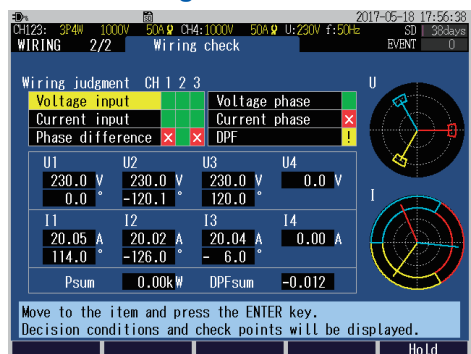 2017-05-18 17:56:38
CH123: 3P4W 1000V 50A CH4:1000V 50A U:230V f:50Hz SD 38days
WIRING 2/2 Wiring check EVENT 0
Wiring judgment CH 1 2 3
Voltage input Voltage phase
Current input Current phase
Phase difference × × DPF !
U
U1 U2 U3 U4
230.0 V 230.0 V 230.0 V 0.0 V
0.0 ° -120.1 ° 120.0 °
I1 I2 I3 I4
20.05 A 20.02 A 20.04 A 0.00 A
114.0 ° -126.0 ° - 6.0 °
I
Psum 0.00kW DPFsum -0.012
Move to the item and press the ENTER key.
Decision conditions and check points will be displayed.
Hold